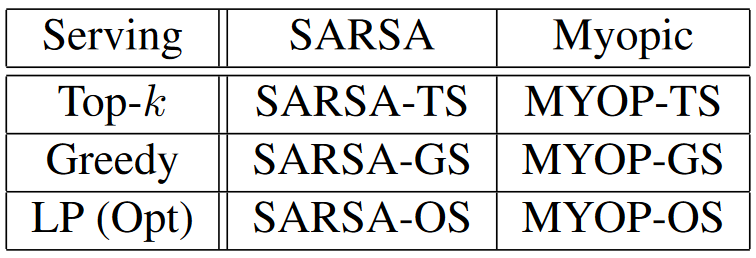 Serving SARSA Myopic
Top-k SARSA-TS MYOP-TS
Greedy SARSA-GS MYOP-GS
LP (Opt) SARSA-OS MYOP-OS